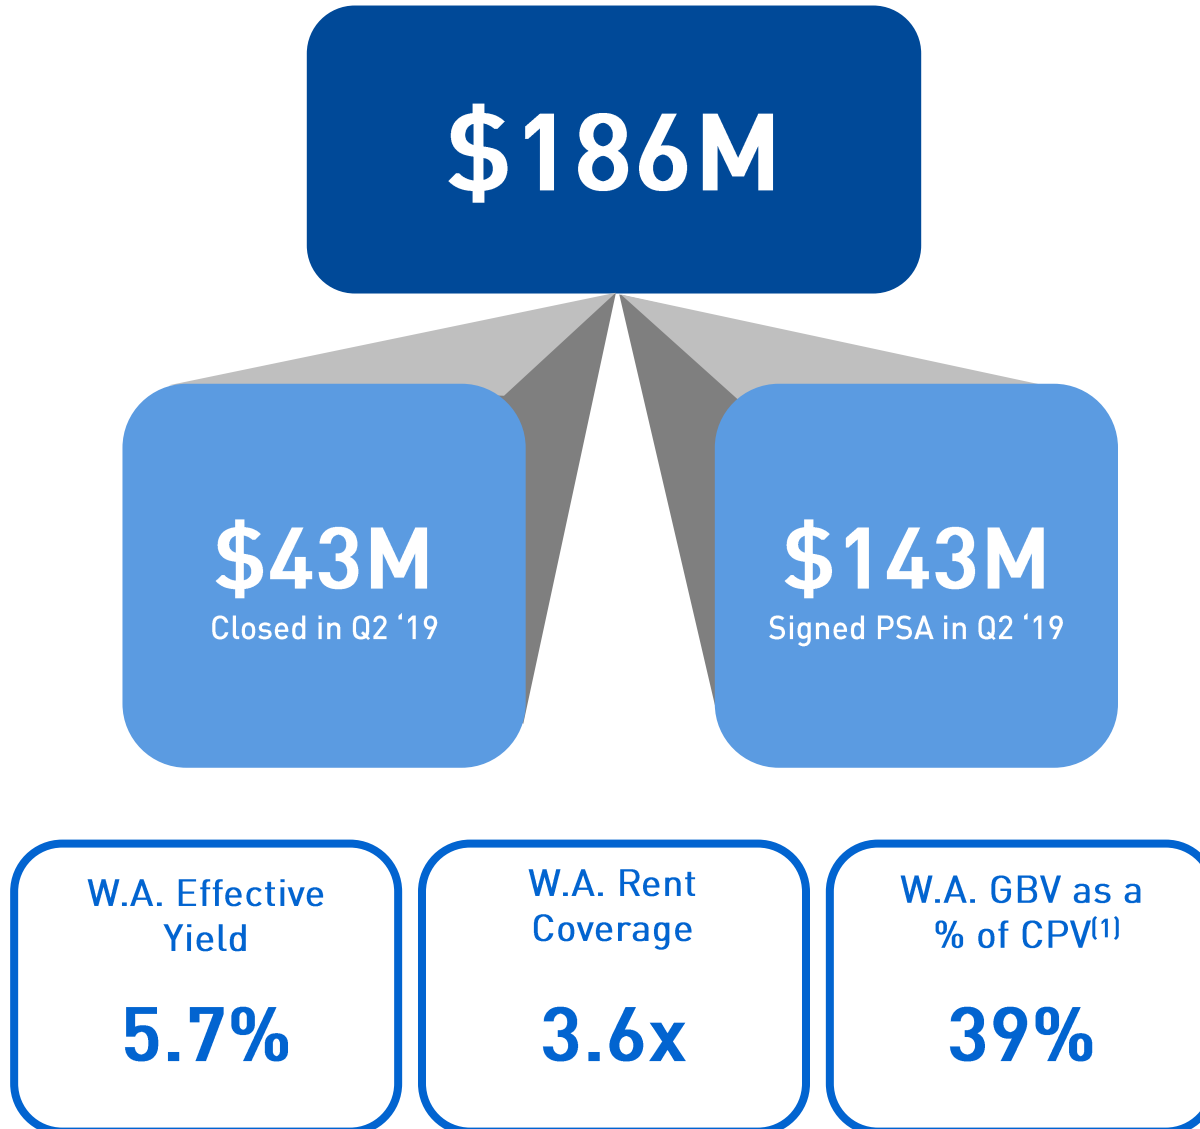 $186M
$43M
Closed in Q2 ‘19
$143M
Signed PSA in Q2 ‘19
W.A. Effective
Yield
5.7%
W.A. Rent
Coverage
3.6x
W.A. GBV as a
% of CPV(1)
39%